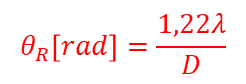 θ_R[rad] = 1,22λ / D